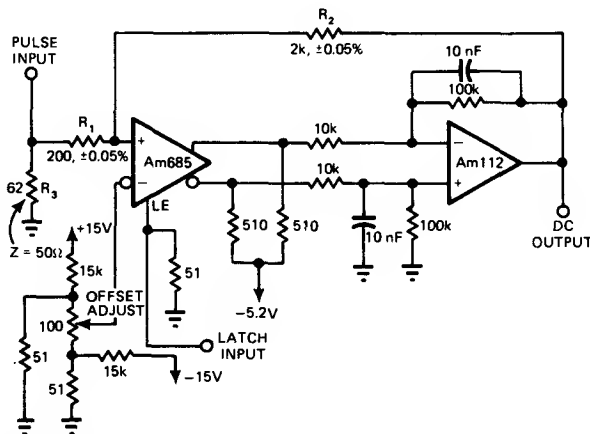 R2
2k, ±0.05%
PULSE
INPUT
10 nF
100k
R1
200, ±0.05%
+
Am685
−
LE
10k
10k
−
Am112
+
62
R3
Z = 50Ω
+15V
15k
510
510
10 nF
100k
DC
OUTPUT
51
−5.2V
OFFSET
ADJUST
100
51
LATCH
INPUT
15k
51
−15V